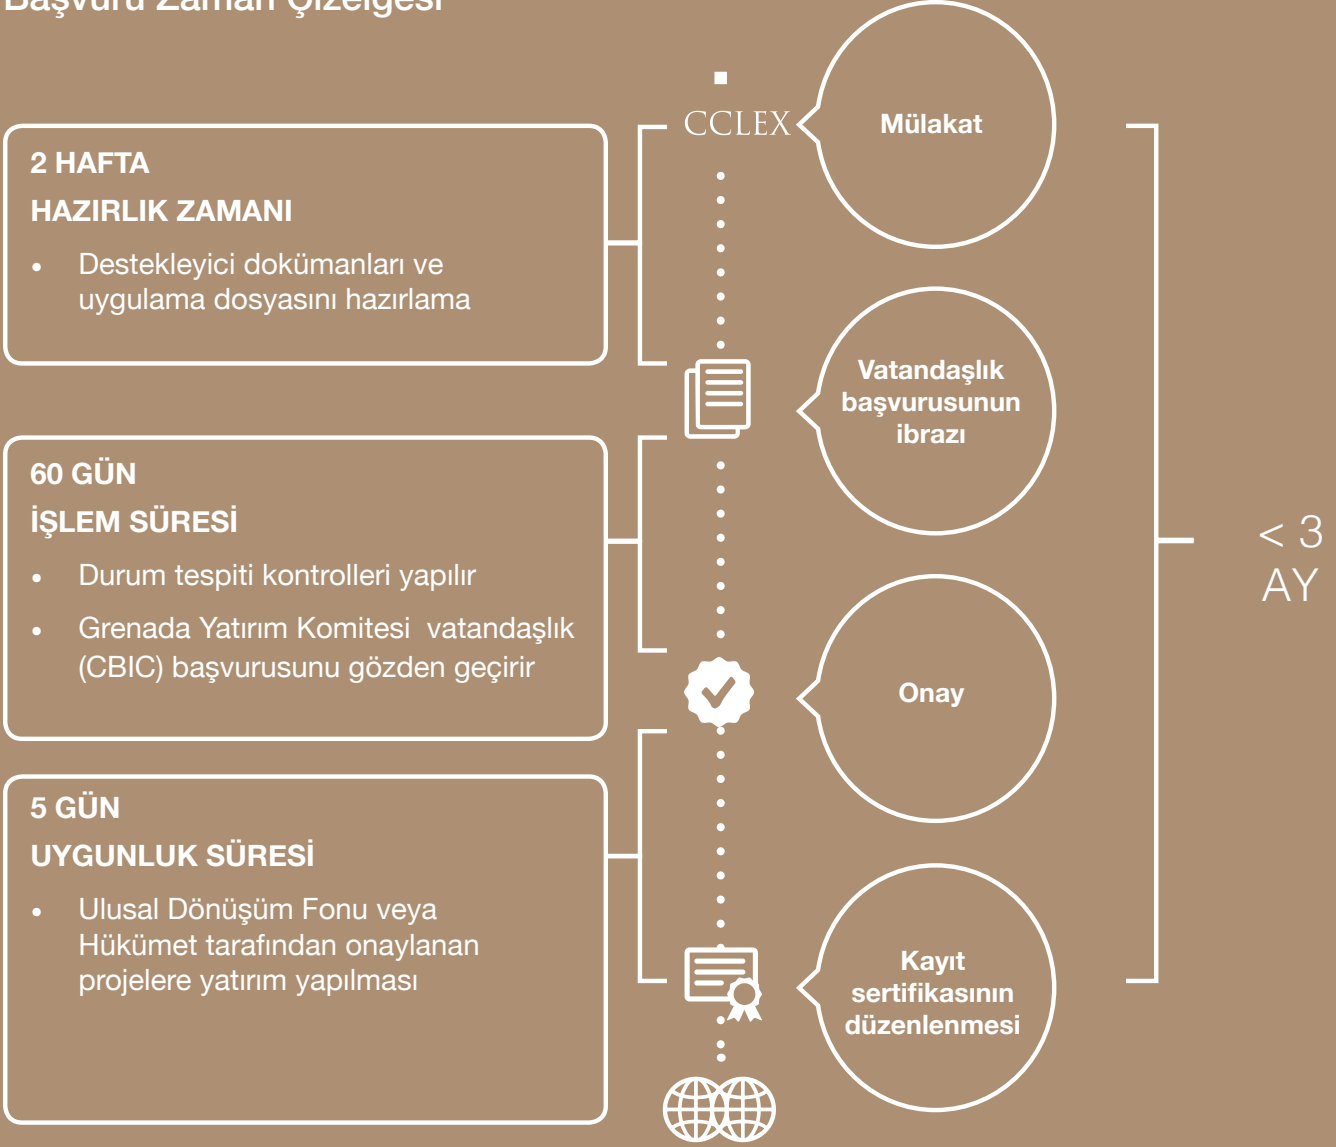 Başvuru Zaman Çizelgesi
CCLEX
Mülakat
2 HAFTA
HAZIRLIK ZAMANI
• Destekleyici dokümanları ve
uygulama dosyasını hazırlama
Vatandaşlık
başvurusunun
ibrazı
60 GÜN
İŞLEM SÜRESİ
• Durum tespiti kontrolleri yapılır
• Grenada Yatırım Komitesi vatandaşlık
(CBIC) başvurusunu gözden geçirir
< 3
AY
Onay
5 GÜN
UYGUNLUK SÜRESİ
• Ulusal Dönüşüm Fonu veya
Hükümet tarafından onaylanan
projelere yatırım yapılması
Kayıt
sertifikasının
düzenlenmesi